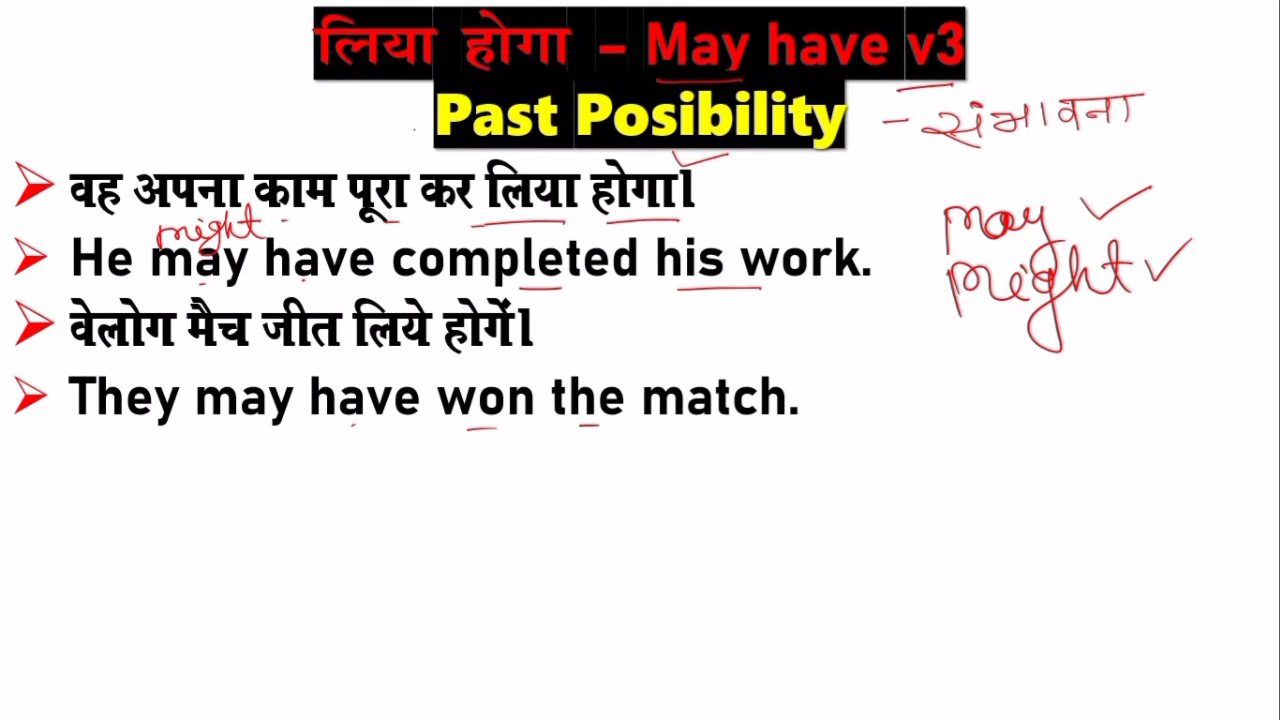 लिया होगा – May have v3
Past Posibility - संभावना
वह अपना काम पूरा कर लिया होगा।
might
He may have completed his work.
may
might
वेलोग मैच जीत लिये होगें।
They may have won the match.